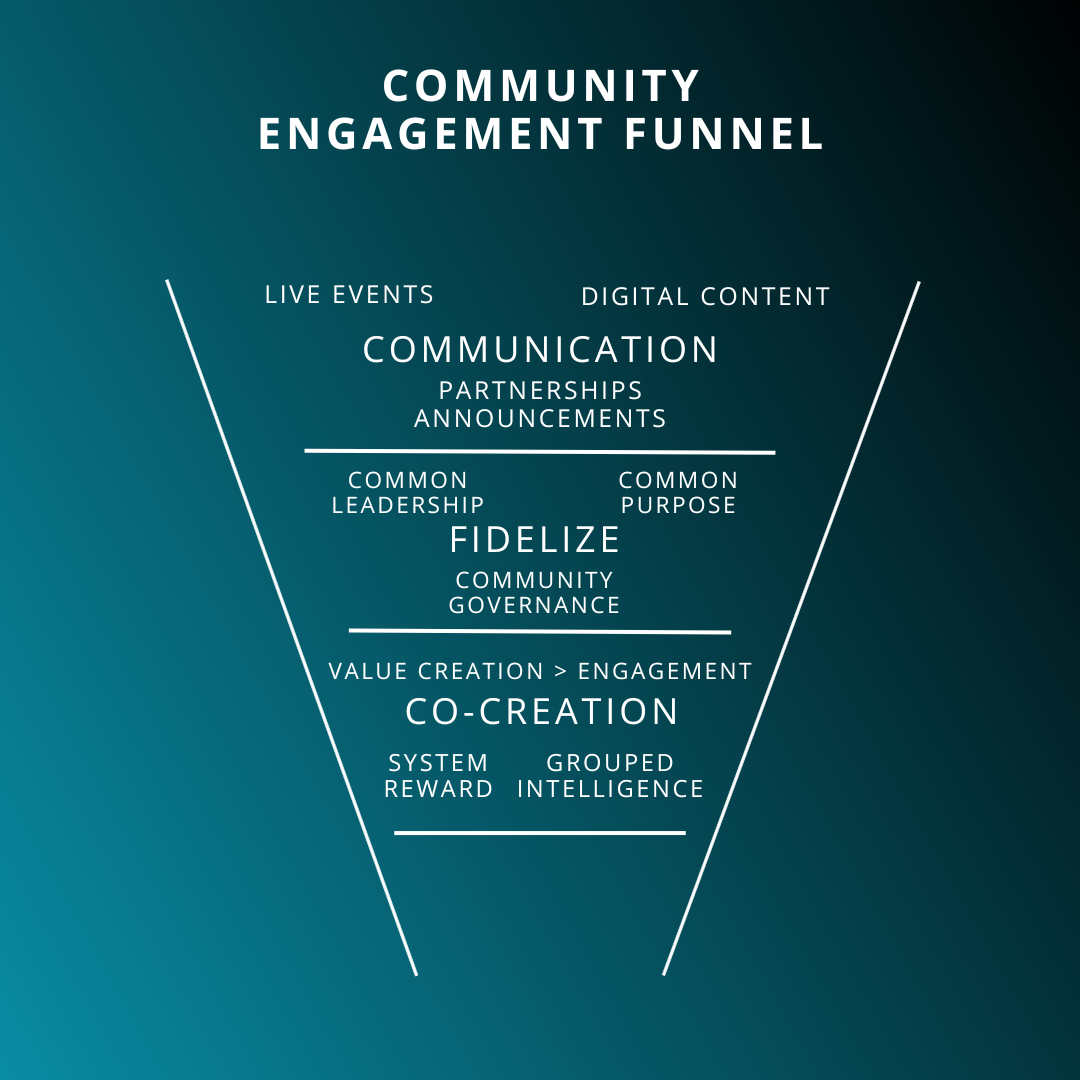 COMMUNITY
ENGAGEMENT FUNNEL
LIVE EVENTS
DIGITAL CONTENT
COMMUNICATION
PARTNERSHIPS
ANNOUNCEMENTS
COMMON
LEADERSHIP
COMMON
PURPOSE
FIDELIZE
COMMUNITY
GOVERNANCE
VALUE CREATION > ENGAGEMENT
CO-CREATION
SYSTEM
REWARD
GROUPED
INTELLIGENCE